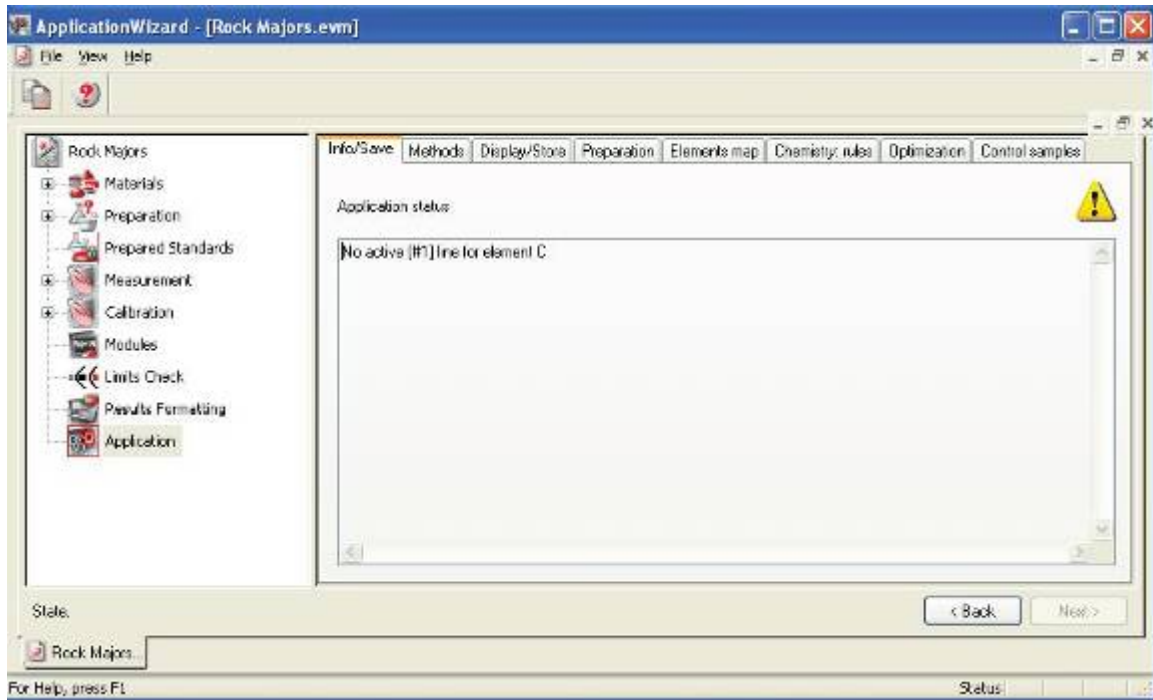 ApplicationWizard - [Rock Majors.evm]
File View Help
Rock Majors
Materials
Preparation
Prepared Standards
Measurement
Calibration
Modules
Limits Check
Results Formatting
Application
Info/Save Methods Display/Store Preparation Elements map Chemistry: rules Optimization Control samples
Application status
No active (#1) line for element C
State:
< Back Next >
Rock Majors...
For Help, press F1
Status: